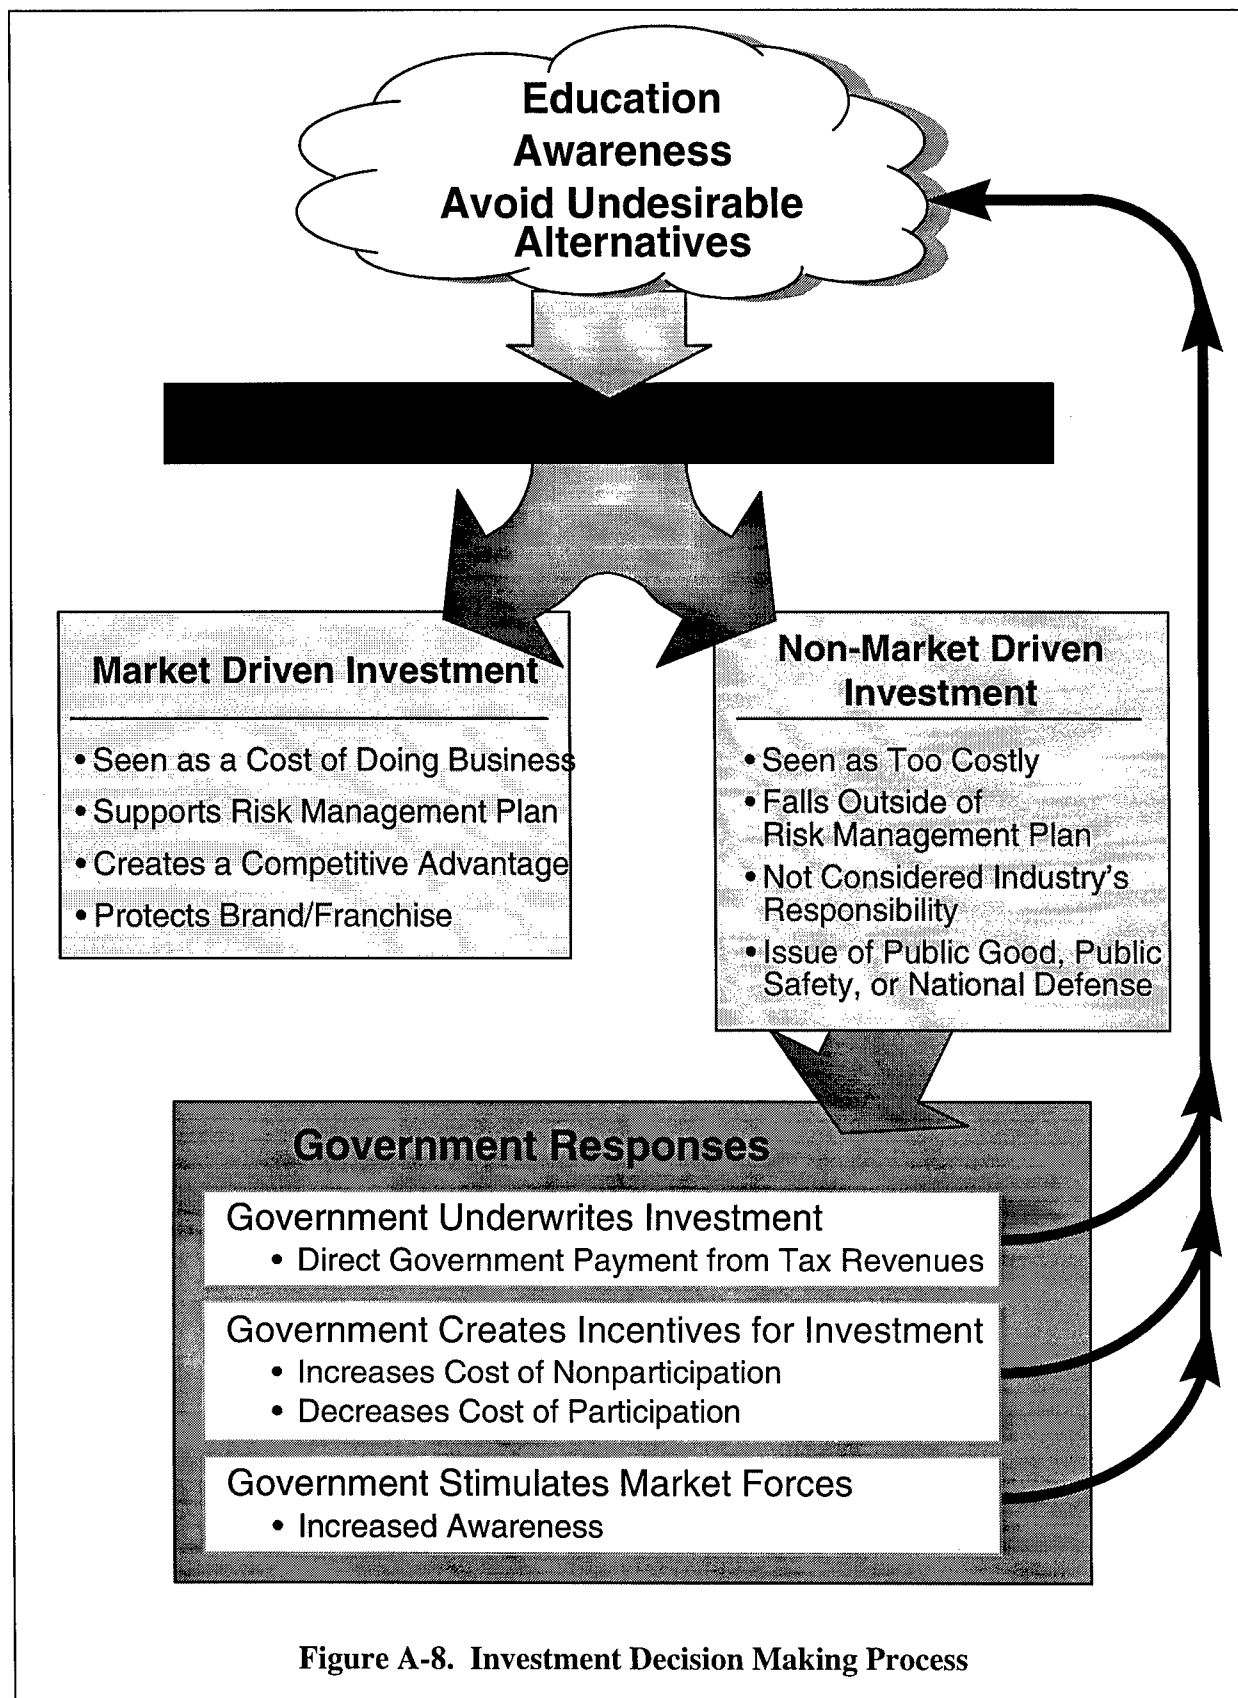 Education
Awareness
Avoid Undesirable
Alternatives
Market Driven Investment
• Seen as a Cost of Doing Business
• Supports Risk Management Plan
• Creates a Competitive Advantage
• Protects Brand/Franchise
Non-Market Driven
Investment
• Seen as Too Costly
• Falls Outside of
Risk Management Plan
• Not Considered Industry's
Responsibility
• Issue of Public Good, Public
Safety, or National Defense
Government Responses
Government Underwrites Investment
• Direct Government Payment from Tax Revenues
Government Creates Incentives for Investment
• Increases Cost of Nonparticipation
• Decreases Cost of Participation
Government Stimulates Market Forces
• Increased Awareness
Figure A-8. Investment Decision Making Process